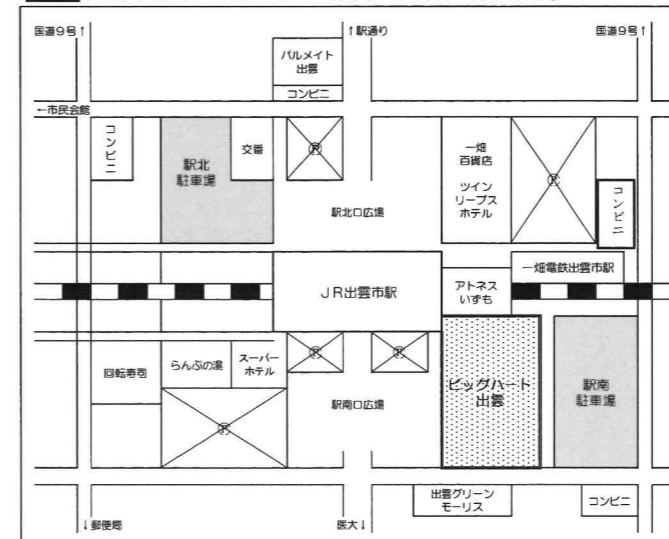 国道9号↑
↑駅通り
国道9号↑
パルメイト
出雲
コンビニ
←市民会館
コンビニ
駅北
駐車場
交番
Ⓟ
一畑
百貨店
ツイン
リーブス
ホテル
Ⓟ
コンビニ
駅北口広場
JR出雲市駅
アトネス
いずも
一畑電鉄出雲市駅
回転寿司
らんぷの湯
スーパー
ホテル
Ⓟ
Ⓟ
ビッグハート
出雲
駅南
駐車場
駅南口広場
Ⓟ
出雲グリーン
モーリス
コンビニ
↓郵便局
医大↓